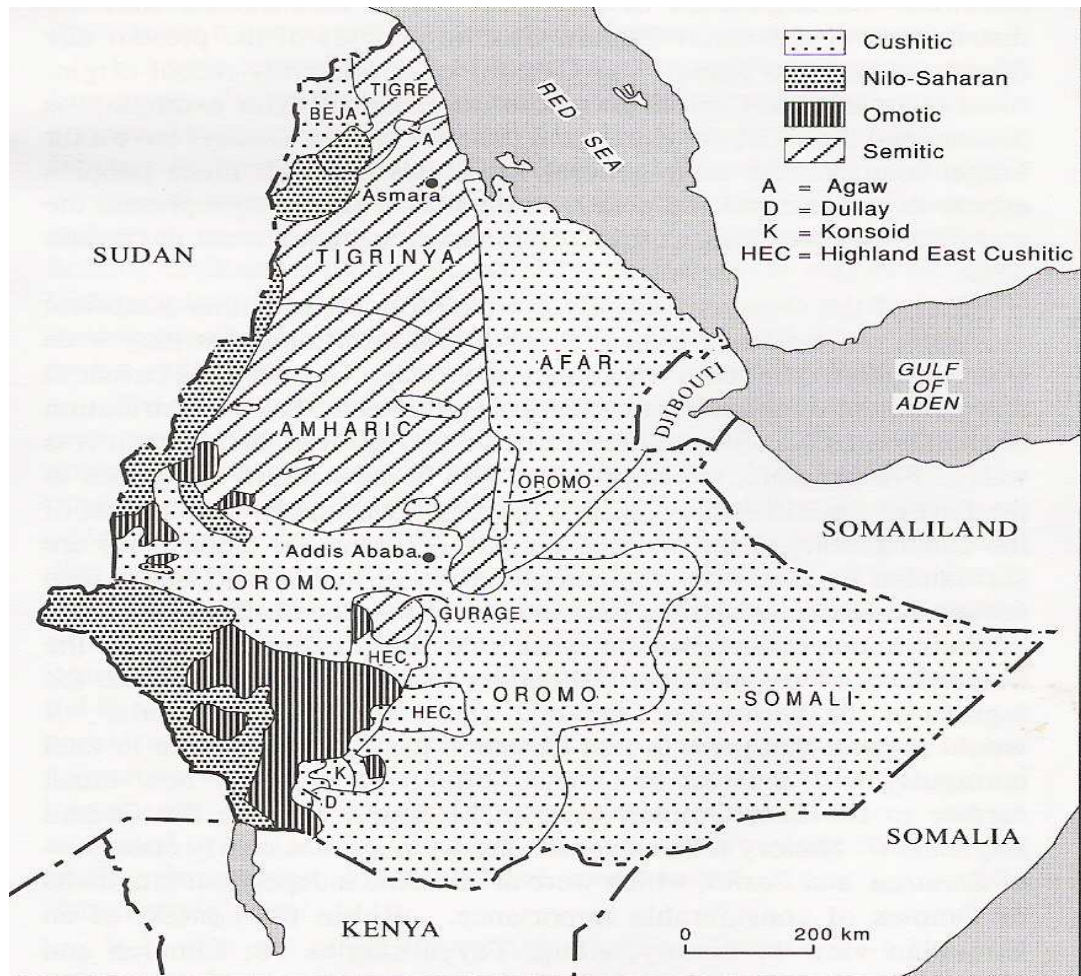 Cushitic
Nilo-Saharan
Omotic
Semitic
A = Agaw
D = Dullay
K = Konsoid
HEC = Highland East Cushitic
TIGRE
BEJA
A
RED
SEA
Asmara
SUDAN
TIGRINYA
AFAR
DJIBOUTI
GULF
OF
ADEN
AMHARIC
OROMO
SOMALILAND
Addis Ababa
OROMO
GURAGE
HEC
OROMO
SOMALI
HEC
K
D
SOMALIA
KENYA
0 200 km